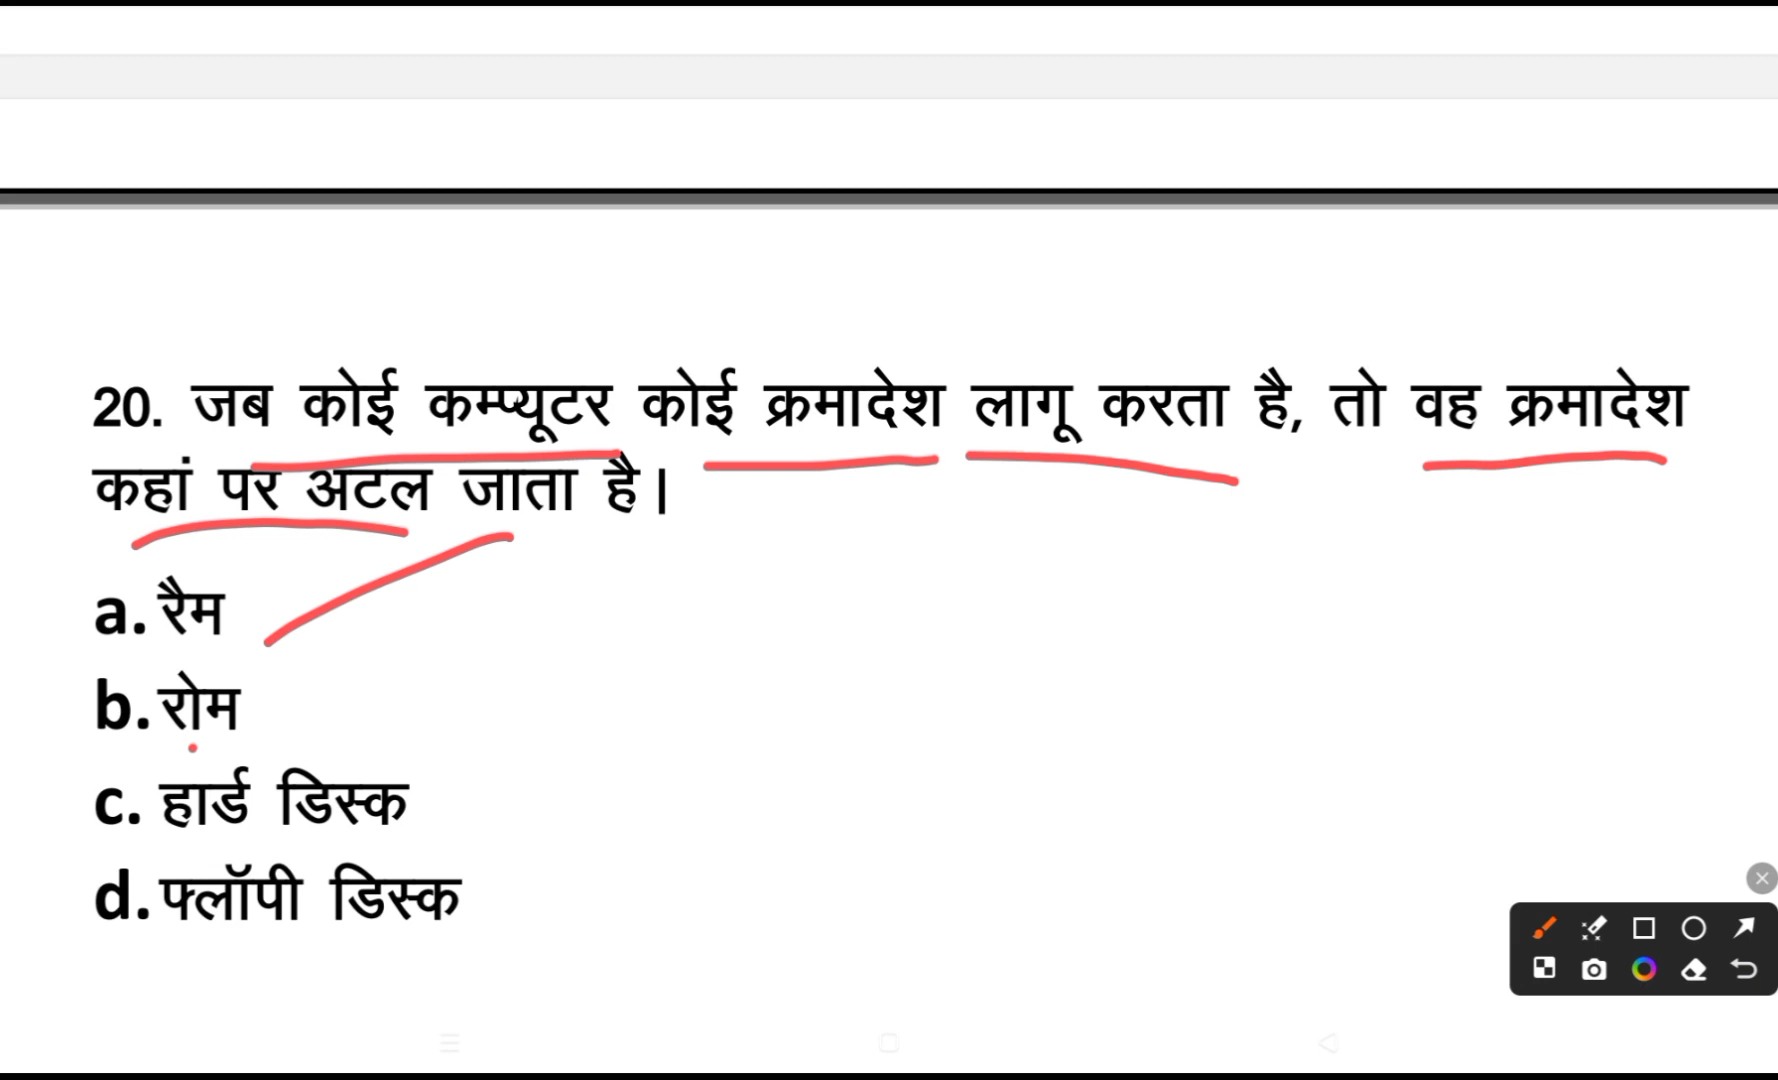 20. जब कोई कम्प्यूटर कोई क्रमादेश लागू करता है, तो वह क्रमादेश
कहां पर अटल जाता है।
a. रैम
b. रोम
c. हार्ड डिस्क
d. फ्लॉपी डिस्क